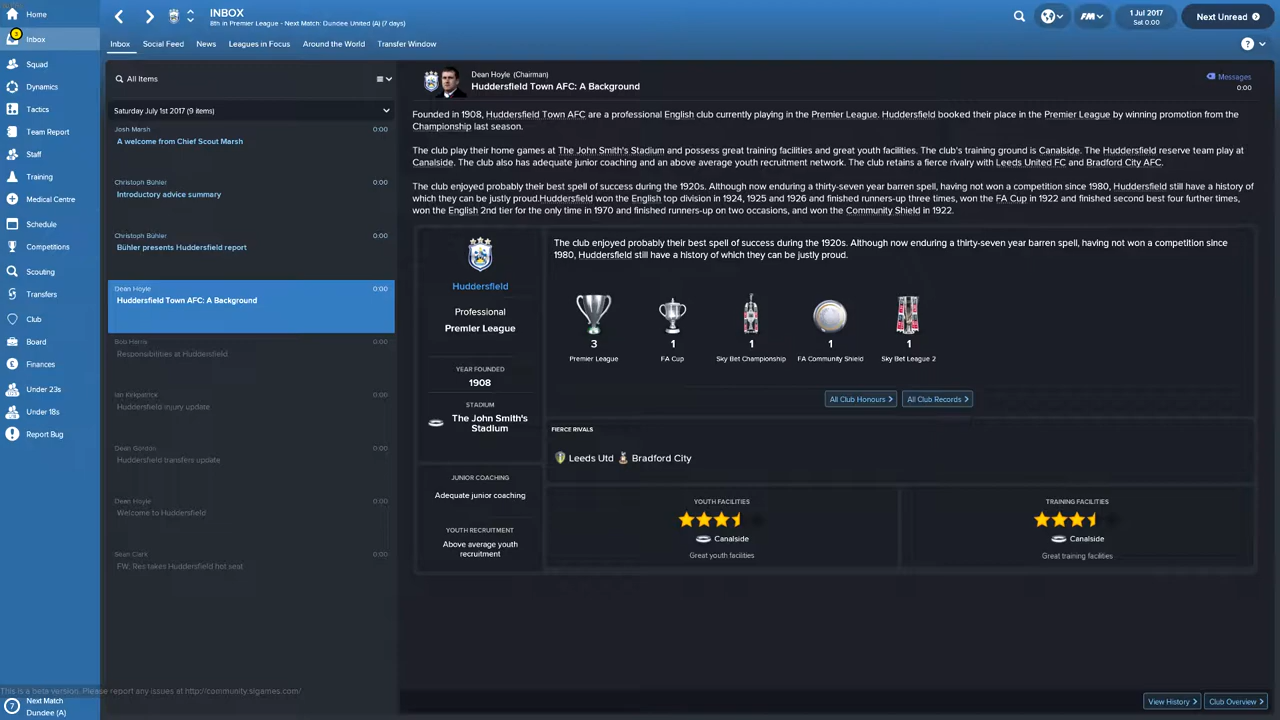 Home
3
Inbox
Squad
Dynamics
Tactics
Team Report
Staff
Training
Medical Centre
Schedule
Competitions
Scouting
Transfers
Club
Board
Finances
Under 23s
Under 18s
Report Bug
This is a beta version. Please report any issues at http://community.sigames.com/
7
Next Match
Dundee (A)
INBOX
8th in Premier League - Next Match: Dundee United (A) (7 days)
FM
1 Jul 2017
Sat 0:00
Next Unread
Inbox
Social Feed
News
Leagues in Focus
Around the World
Transfer Window
?
All Items
Saturday July 1st 2017 (9 items)
Josh Marsh 0:00
A welcome from Chief Scout Marsh
Christoph Bühler 0:00
Introductory advice summary
Christoph Bühler 0:00
Bühler presents Huddersfield report
Dean Hoyle 0:00
Huddersfield Town AFC: A Background
Bob Harris 0:00
Responsibilities at Huddersfield
Ian Kirkpatrick 0:00
Huddersfield injury update
Dean Gordon 0:00
Huddersfield transfers update
Dean Hoyle 0:00
Welcome to Huddersfield
Sean Clark 0:00
FW: Res takes Huddersfield hot seat
Dean Hoyle (Chairman)
Huddersfield Town AFC: A Background
Messages
0:00
Founded in 1908, Huddersfield Town AFC are a professional English club currently playing in the Premier League. Huddersfield booked their place in the Premier League by winning promotion from the
Championship last season.
The club play their home games at The John Smith's Stadium and possess great training facilities and great youth facilities. The club's training ground is Canalside. The Huddersfield reserve team play at
Canalside. The club also has adequate junior coaching and an above average youth recruitment network. The club retains a fierce rivalry with Leeds United FC and Bradford City AFC.
The club enjoyed probably their best spell of success during the 1920s. Although now enduring a thirty-seven year barren spell, having not won a competition since 1980, Huddersfield still have a history of
which they can be justly proud.Huddersfield won the English top division in 1924, 1925 and 1926 and finished runners-up three times, won the FA Cup in 1922 and finished second best four further times,
won the English 2nd tier for the only time in 1970 and finished runners-up on two occasions, and won the Community Shield in 1922.
Huddersfield
Professional
Premier League
YEAR FOUNDED
1908
STADIUM
The John Smith's
Stadium
JUNIOR COACHING
Adequate junior coaching
YOUTH RECRUITMENT
Above average youth
recruitment
The club enjoyed probably their best spell of success during the 1920s. Although now enduring a thirty-seven year barren spell, having not won a competition since
1980, Huddersfield still have a history of which they can be justly proud.
3
Premier League
1
FA Cup
1
Sky Bet Championship
1
FA Community Shield
1
Sky Bet League 2
All Club Honours
All Club Records
FIERCE RIVALS
Leeds Utd
Bradford City
YOUTH FACILITIES
Canalside
Great youth facilities
TRAINING FACILITIES
Canalside
Great training facilities
View History
Club Overview